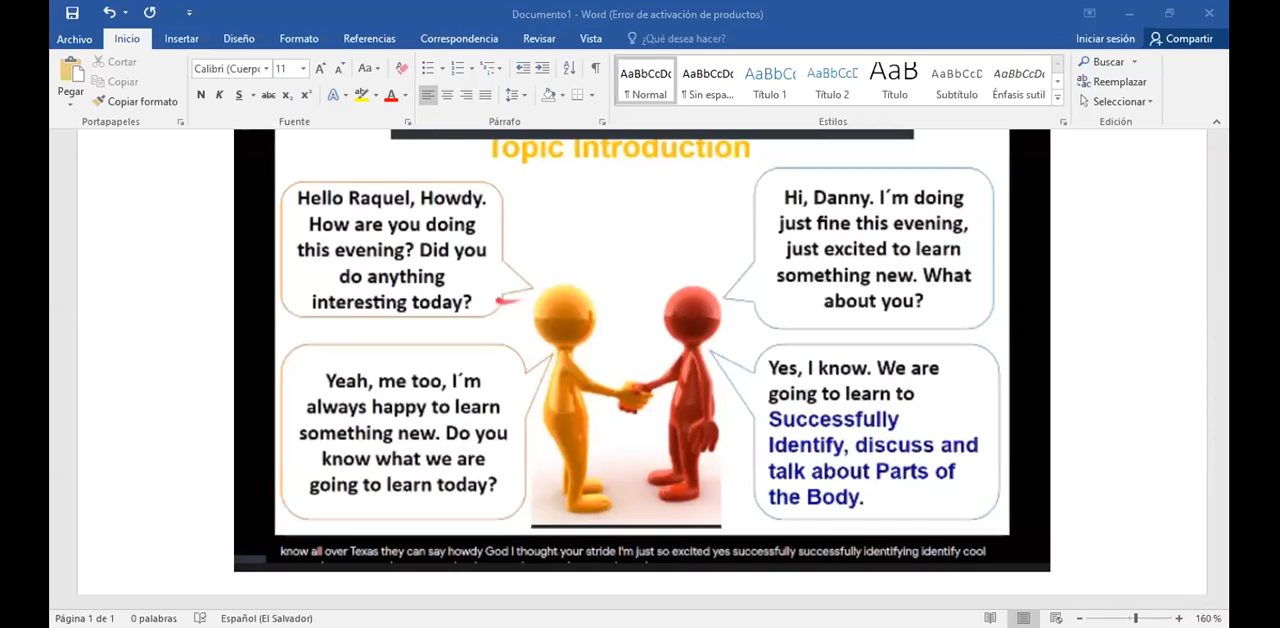 Documento1 - Word (Error de activación de productos)
Archivo Inicio Insertar Diseño Formato Referencias Correspondencia Revisar Vista ¿Qué desea hacer? Iniciar sesión Compartir
Pegar
Cortar
Copiar
Copiar formato
Portapapeles
Calibri (Cuerpo 11
N K S abc x₂ x²
Fuente
Párrafo
AaBbCcDc AaBbCcDc AaBbCc AaBbCcD AaB AaBbCcD AaBbCcDc
¶ Normal ¶ Sin espa... Título 1 Título 2 Título Subtítulo Énfasis sutil
Estilos
Buscar
Reemplazar
Seleccionar
Edición
Topic Introduction
Hello Raquel, Howdy.
How are you doing
this evening? Did you
do anything
interesting today?
Hi, Danny. I´m doing
just fine this evening,
just excited to learn
something new. What
about you?
Yeah, me too, I´m
always happy to learn
something new. Do you
know what we are
going to learn today?
Yes, I know. We are
going to learn to
Successfully
Identify, discuss and
talk about Parts of
the Body.
know all over Texas they can say howdy God I thought your stride I'm just so excited yes successfully successfully identifying identify cool
Página 1 de 1 0 palabras Español (El Salvador) 160 %